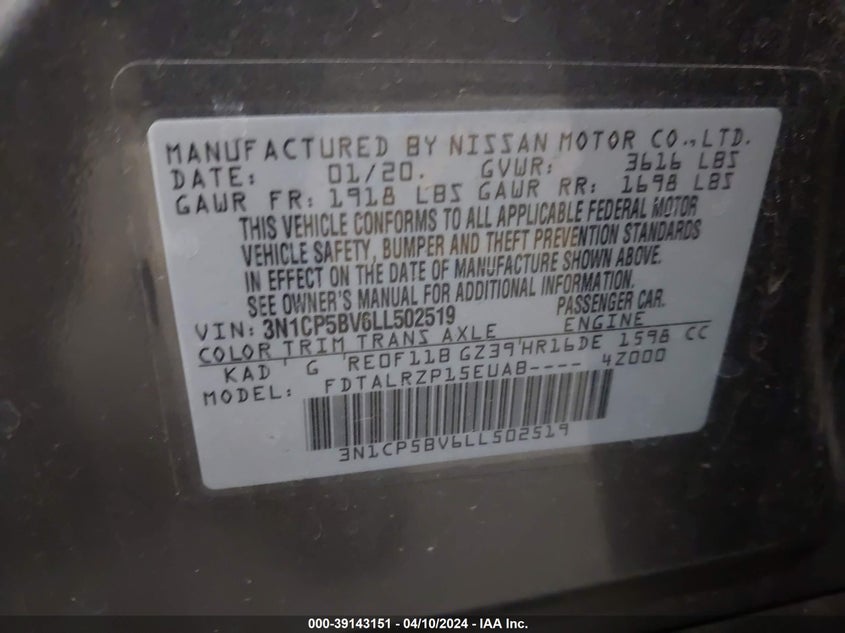 MANUFACTURED BY NISSAN MOTOR CO.,LTD.
DATE: 01/20. GVWR: 3616 LBS
GAWR FR: 1918 LBS GAWR RR: 1698 LBS
THIS VEHICLE CONFORMS TO ALL APPLICABLE FEDERAL MOTOR
VEHICLE SAFETY, BUMPER AND THEFT PREVENTION STANDARDS
IN EFFECT ON THE DATE OF MANUFACTURE SHOWN ABOVE.
SEE OWNER'S MANUAL FOR ADDITIONAL INFORMATION.
VIN: 3N1CP5BV6LL502519 PASSENGER CAR.
COLOR TRIM TRANS AXLE ENGINE
KAD G RE0F11B GZ39 HR16DE 1598 CC
MODEL: FDTALRZP15EUAB---- 4Z000
3N1CP5BV6LL502519
000-39143151 - 04/10/2024 - IAA Inc.